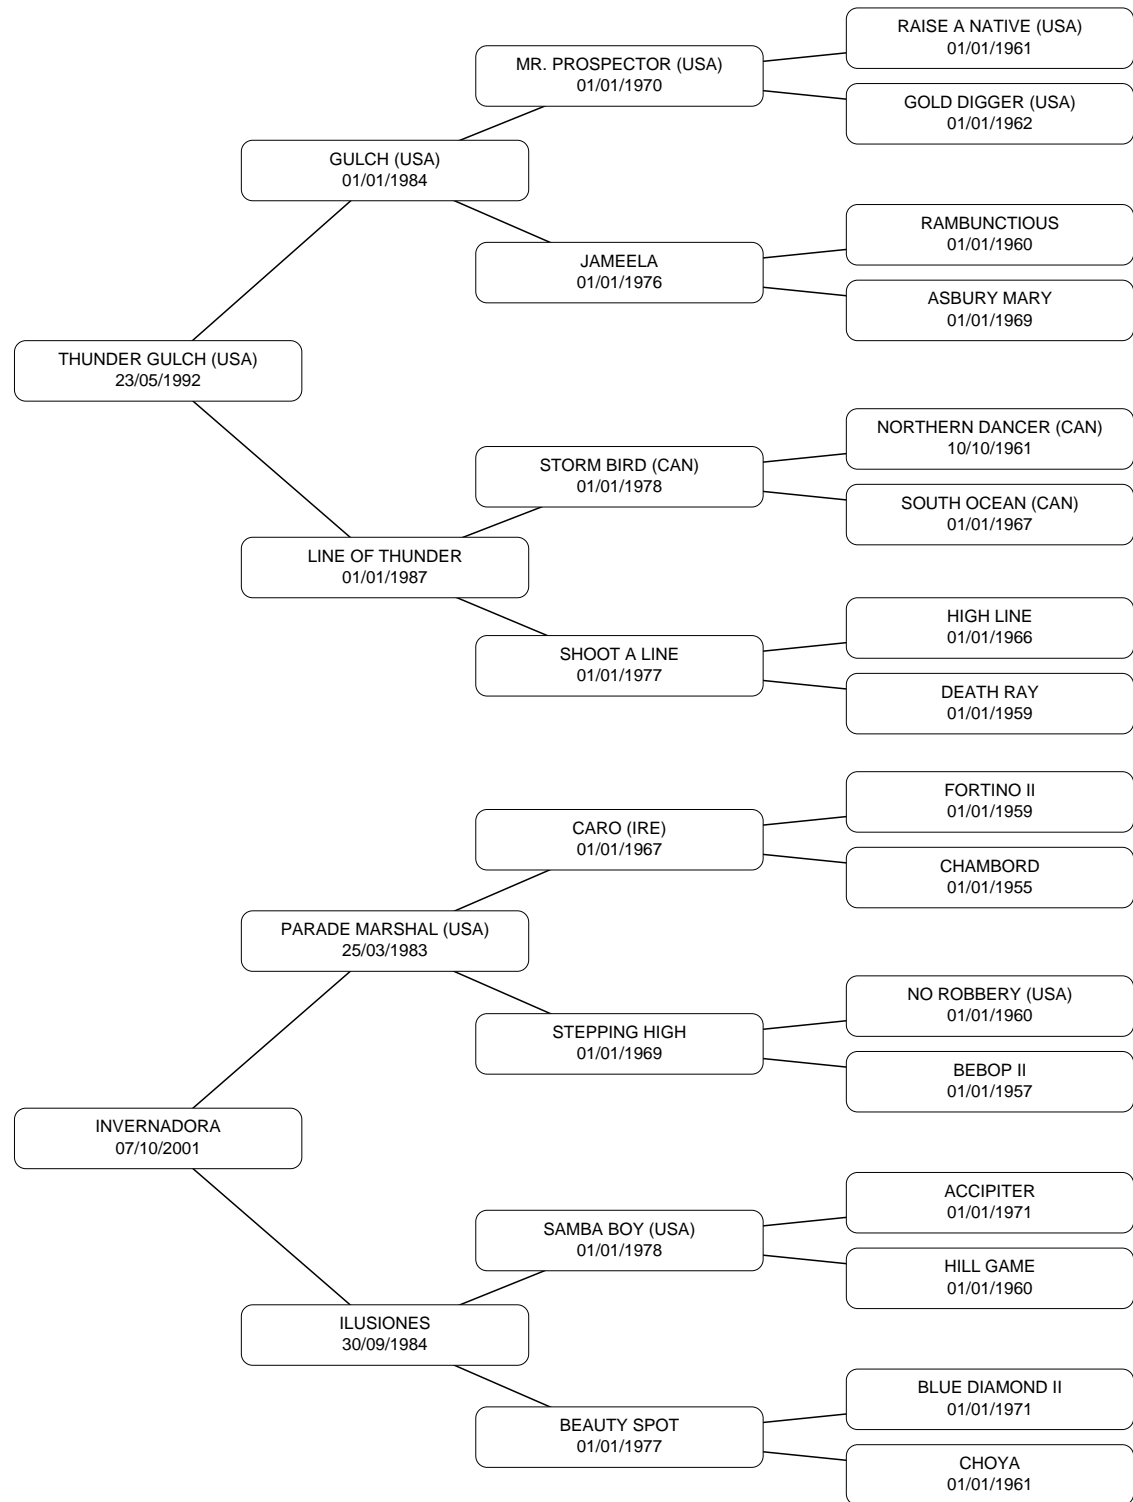 RAISE A NATIVE (USA)
01/01/1961
MR. PROSPECTOR (USA)
01/01/1970
GOLD DIGGER (USA)
01/01/1962
GULCH (USA)
01/01/1984
RAMBUNCTIOUS
01/01/1960
JAMEELA
01/01/1976
ASBURY MARY
01/01/1969
THUNDER GULCH (USA)
23/05/1992
NORTHERN DANCER (CAN)
10/10/1961
STORM BIRD (CAN)
01/01/1978
SOUTH OCEAN (CAN)
01/01/1967
LINE OF THUNDER
01/01/1987
HIGH LINE
01/01/1966
SHOOT A LINE
01/01/1977
DEATH RAY
01/01/1959
FORTINO II
01/01/1959
CARO (IRE)
01/01/1967
CHAMBORD
01/01/1955
PARADE MARSHAL (USA)
25/03/1983
NO ROBBERY (USA)
01/01/1960
STEPPING HIGH
01/01/1969
BEBOP II
01/01/1957
INVERNADORA
07/10/2001
ACCIPITER
01/01/1971
SAMBA BOY (USA)
01/01/1978
HILL GAME
01/01/1960
ILUSIONES
30/09/1984
BLUE DIAMOND II
01/01/1971
BEAUTY SPOT
01/01/1977
CHOYA
01/01/1961